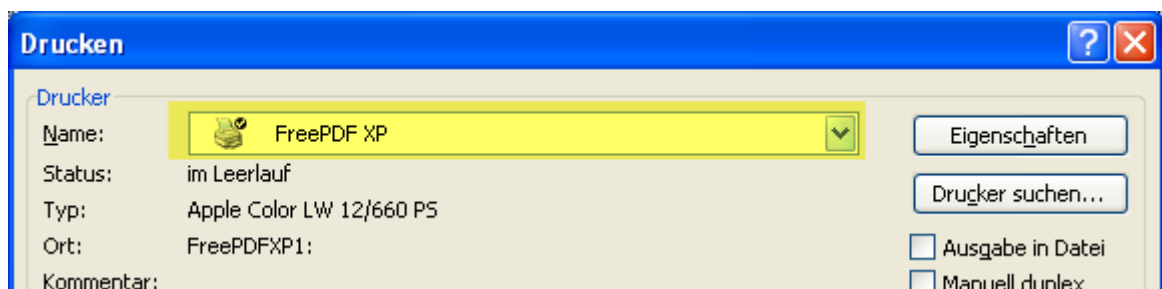 Drucken
Drucker
Name: FreePDF XP Eigenschaften
Status: im Leerlauf
Drucker suchen...
Typ: Apple Color LW 12/660 PS
Ort: FreePDFXP1: Ausgabe in Datei
Kommentar: Manuell duplex